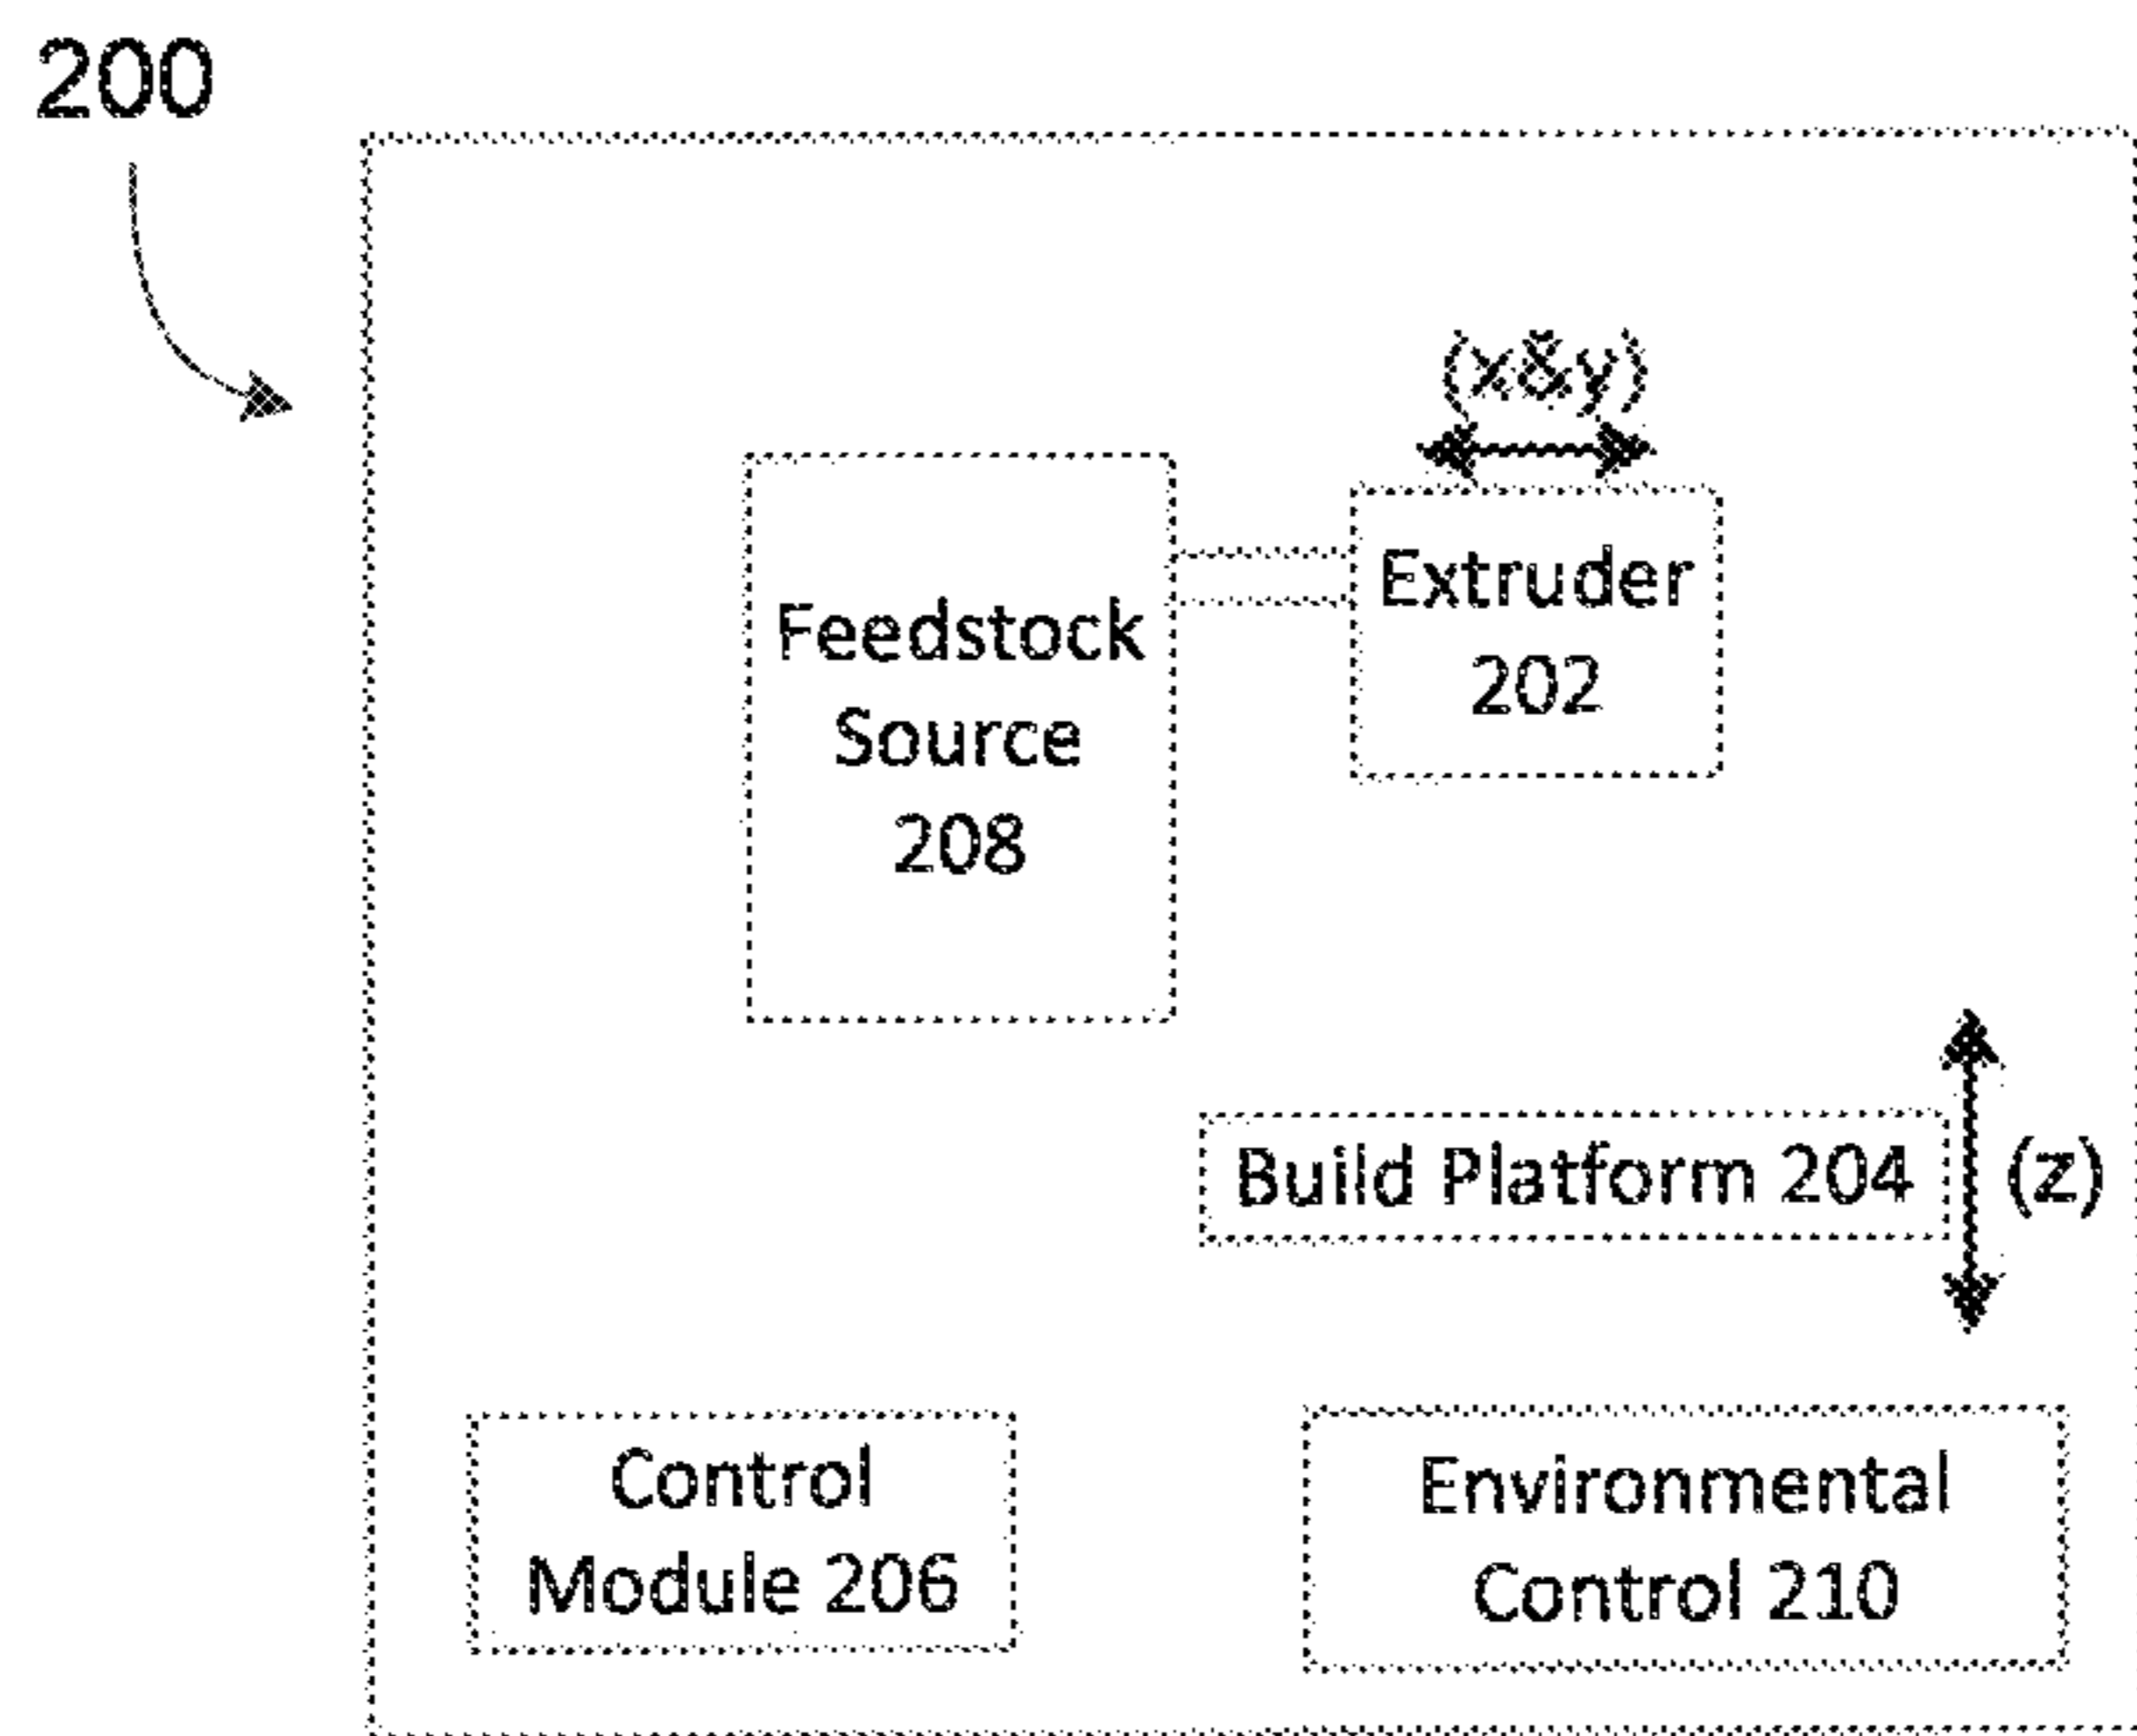 200
(x&y)
Extruder
202
Feedstock
Source
208
Build Platform 204
(z)
Control
Module 206
Environmental
Control 210